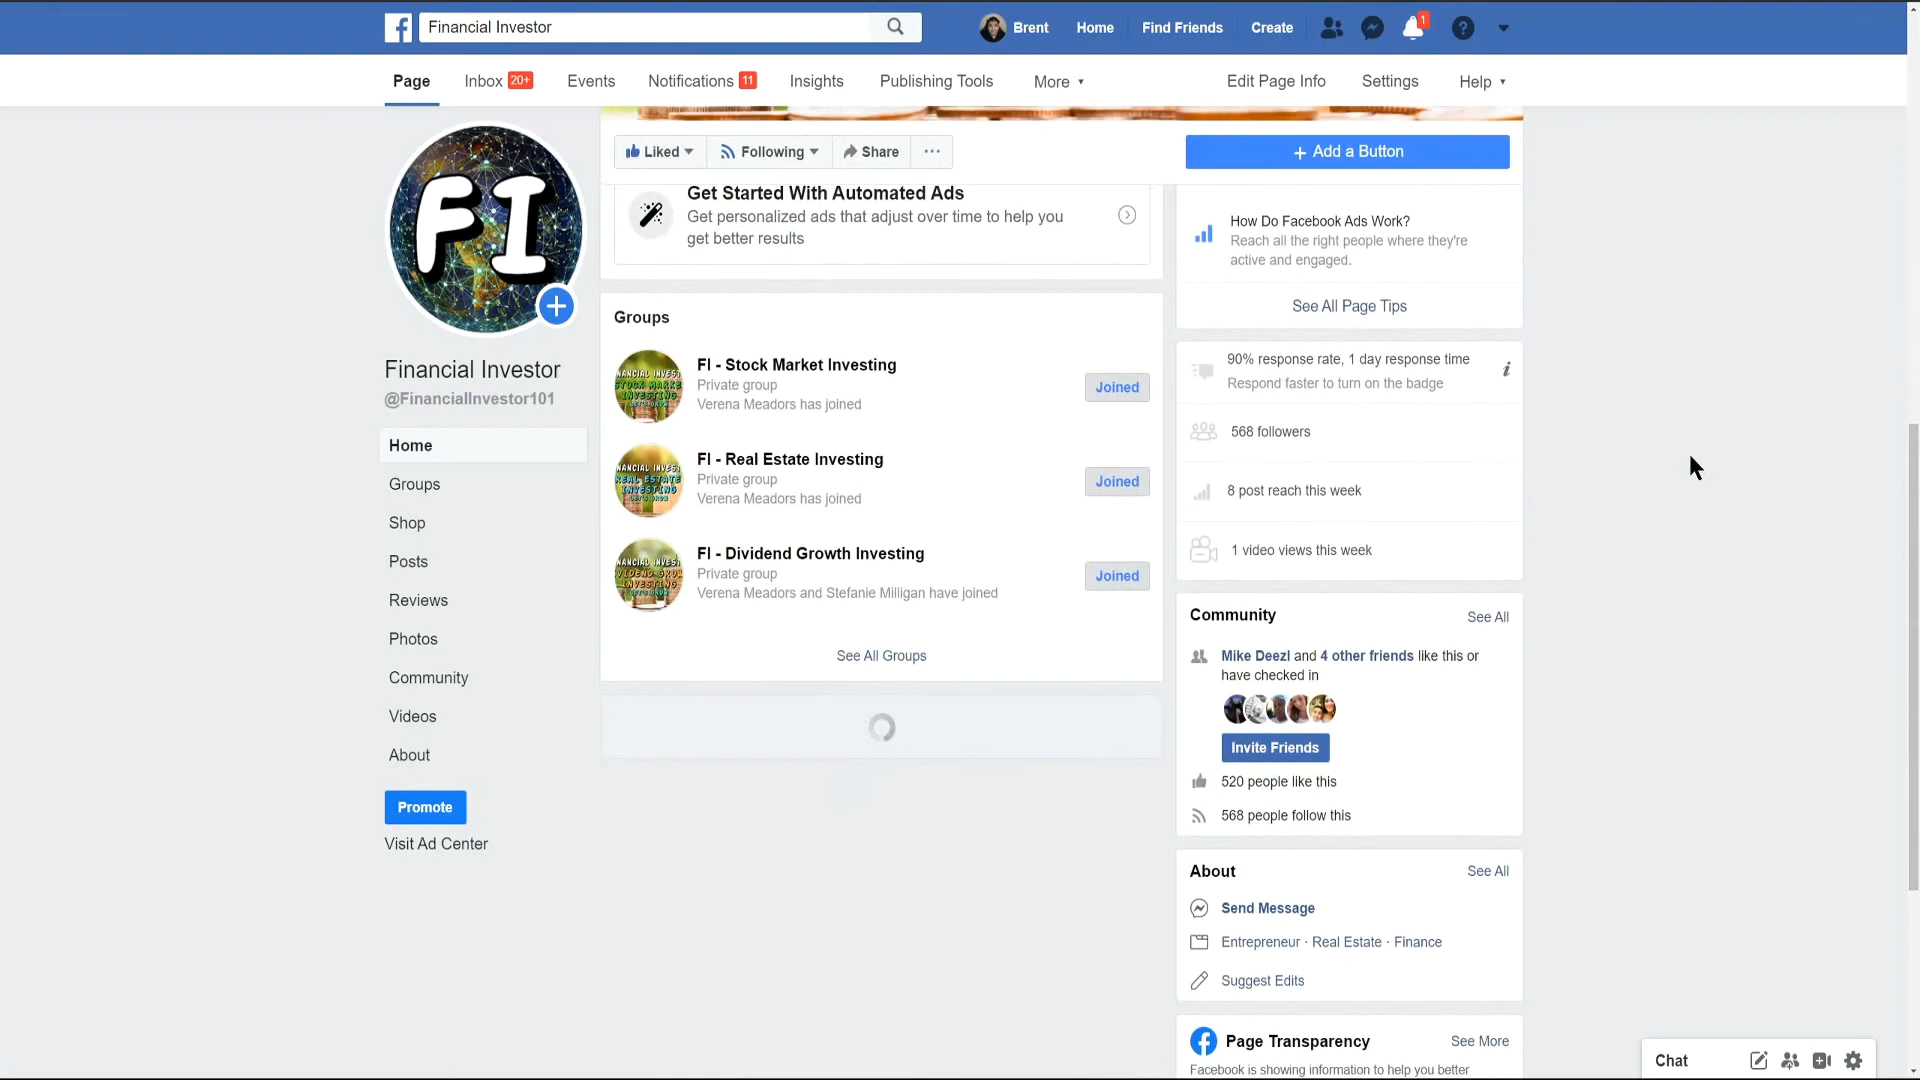 Financial Investor
Brent
Home
Find Friends
Create
1
Page
Inbox 20+
Events
Notifications 11
Insights
Publishing Tools
More
Edit Page Info
Settings
Help
FI
Financial Investor
@FinancialInvestor101
Home
Groups
Shop
Posts
Reviews
Photos
Community
Videos
About
Promote
Visit Ad Center
Liked
Following
Share
+ Add a Button
Get Started With Automated Ads
Get personalized ads that adjust over time to help you
get better results
Groups
FI - Stock Market Investing
Private group
Verena Meadors has joined
Joined
FI - Real Estate Investing
Private group
Verena Meadors has joined
Joined
FI - Dividend Growth Investing
Private group
Verena Meadors and Stefanie Milligan have joined
Joined
See All Groups
How Do Facebook Ads Work?
Reach all the right people where they're
active and engaged.
See All Page Tips
90% response rate, 1 day response time
Respond faster to turn on the badge
568 followers
8 post reach this week
1 video views this week
Community
See All
Mike Deezl and 4 other friends like this or
have checked in
Invite Friends
520 people like this
568 people follow this
About
See All
Send Message
Entrepreneur · Real Estate · Finance
Suggest Edits
Page Transparency
See More
Facebook is showing information to help you better
Chat